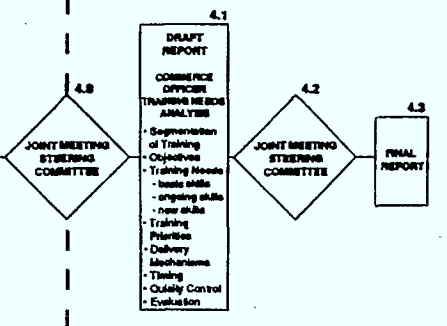 4.8
JOINT MEETING
STEERING
COMMITTEE
4.1
DRAFT
REPORT
COMMERCE
OFFICER
TRAINING NEEDS
ANALYSIS
• Segmentation
of Training
• Objectives
• Training Needs
- basic skills
- ongoing skills
- new skills
• Training
Priorities
• Delivery
Mechanisms
• Timing
• Quality Control
• Evaluation
4.2
JOINT MEETING
STEERING
COMMITTEE
4.3
FINAL
REPORT